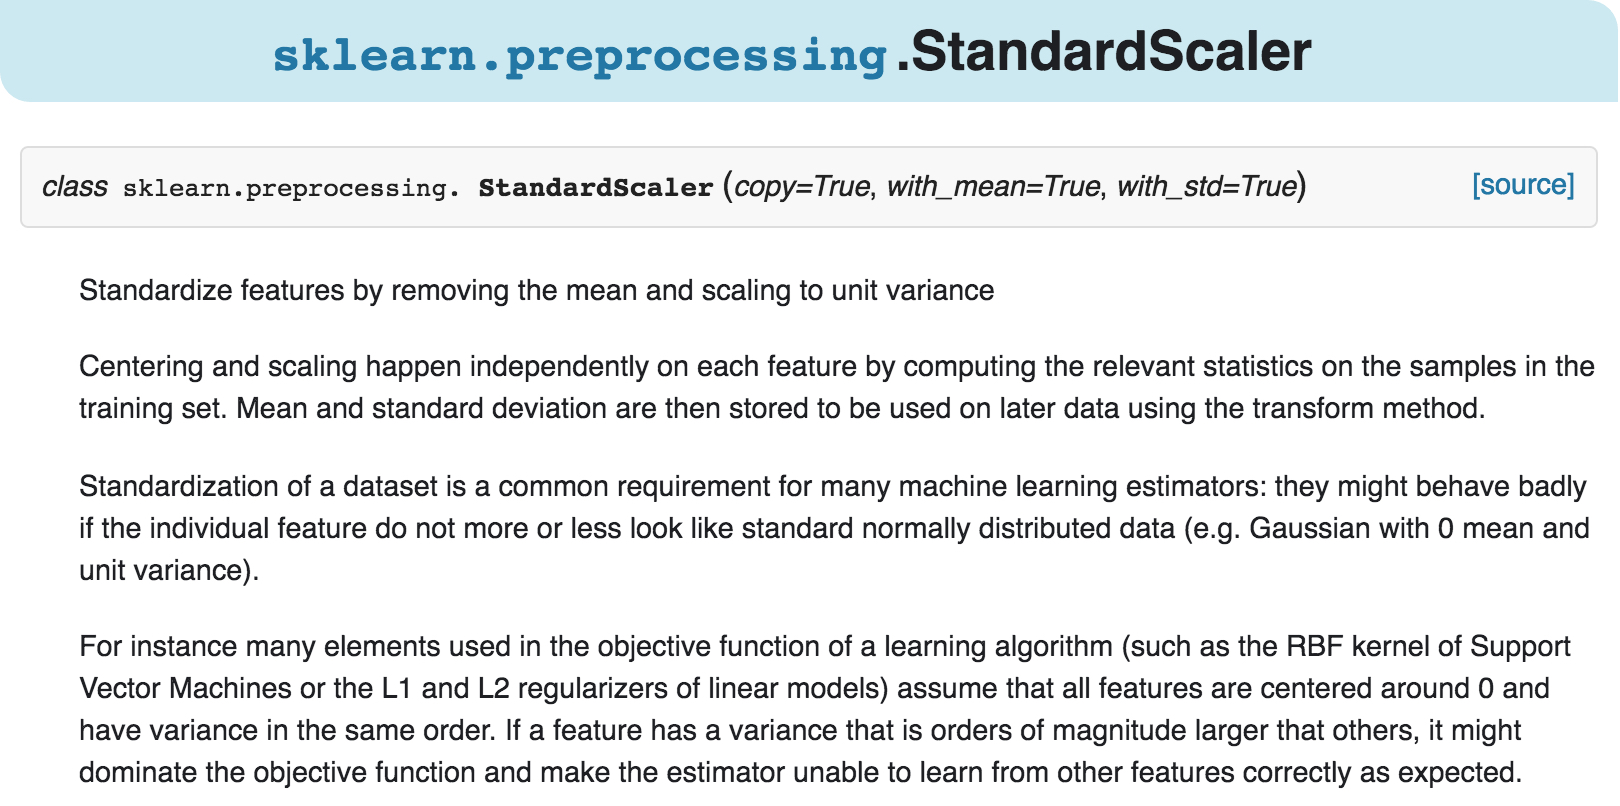 sklearn.preprocessing.StandardScaler
class sklearn.preprocessing. StandardScaler (copy=True, with_mean=True, with_std=True) [source]
Standardize features by removing the mean and scaling to unit variance
Centering and scaling happen independently on each feature by computing the relevant statistics on the samples in the
training set. Mean and standard deviation are then stored to be used on later data using the transform method.
Standardization of a dataset is a common requirement for many machine learning estimators: they might behave badly
if the individual feature do not more or less look like standard normally distributed data (e.g. Gaussian with 0 mean and
unit variance).
For instance many elements used in the objective function of a learning algorithm (such as the RBF kernel of Support
Vector Machines or the L1 and L2 regularizers of linear models) assume that all features are centered around 0 and
have variance in the same order. If a feature has a variance that is orders of magnitude larger that others, it might
dominate the objective function and make the estimator unable to learn from other features correctly as expected.